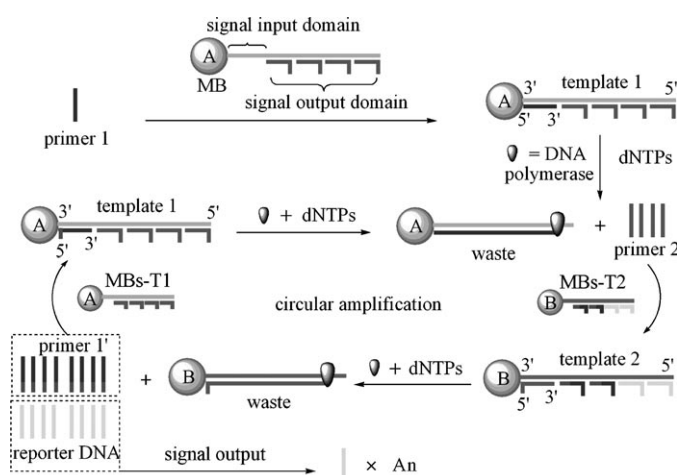 signal input domain
A
MB
signal output domain
primer 1
3' template 1
A
5' 3'
= DNA polymerase
dNTPs
3' template 1 5'
A
5' 3'
+ dNTPs
A
waste
+
primer 2
MBs-T1
A
circular amplification
MBs-T2
B
primer 1'
+
B
waste
+ dNTPs
3' template 2 5'
B
5' 3'
reporter DNA
signal output
× An